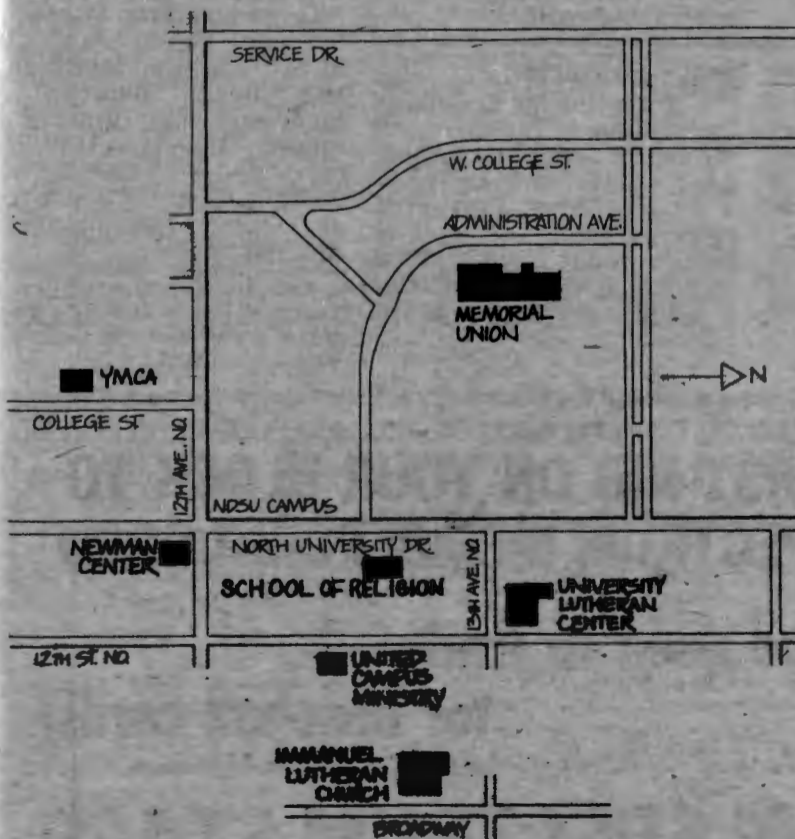 SERVICE DR.
W. COLLEGE ST.
ADMINISTRATION AVE.
MEMORIAL
UNION
N
YMCA
COLLEGE ST
12TH AVE. NO.
NDSU CAMPUS
NEWMAN
CENTER
NORTH UNIVERSITY DR.
SCHOOL OF RELIGION
13TH AVE. NO.
UNIVERSITY
LUTHERAN
CENTER
12TH ST. NO.
UNITED
CAMPUS
MINISTRY
IMMANUEL
LUTHERAN
CHURCH
BROADWAY